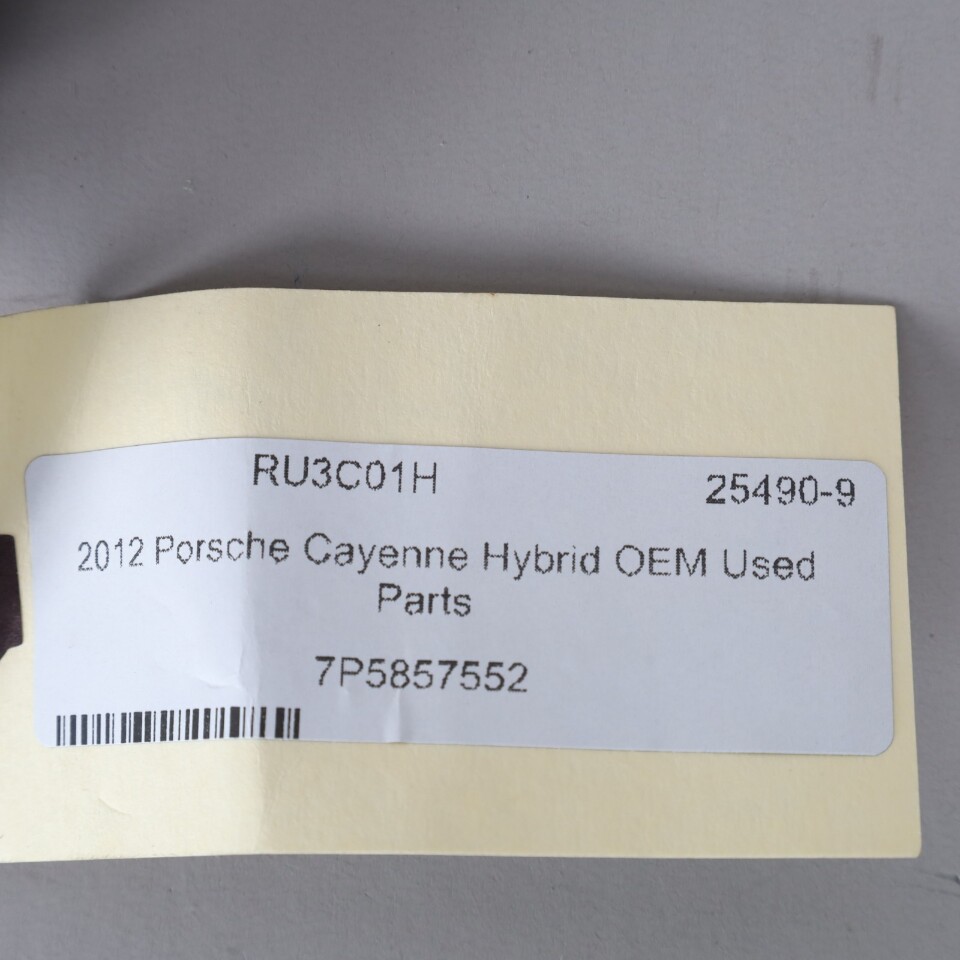 RU3C01H 25490-9
2012 Porsche Cayenne Hybrid OEM Used
Parts
7P5857552